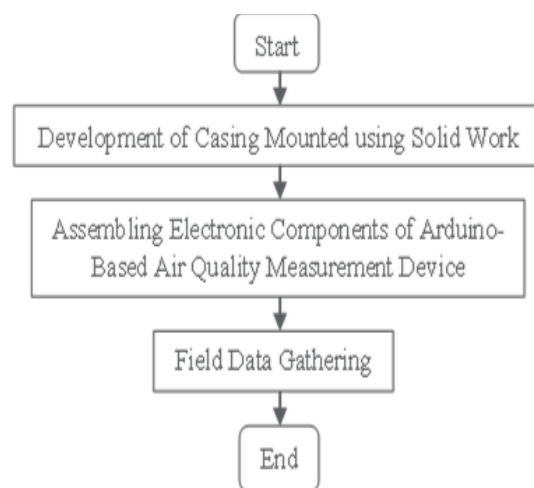 Start
Development of Casing Mounted using Solid Work
Assembling Electronic Components of Arduino-
Based Air Quality Measurement Device
Field Data Gathering
End